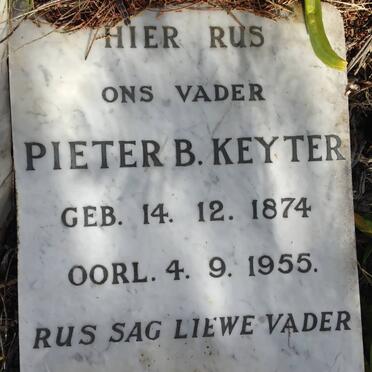 HIER RUS
ONS VADER
PIETER B. KEYTER
GEB. 14. 12. 1874
OORL. 4. 9. 1955.
RUS SAG LIEWE VADER